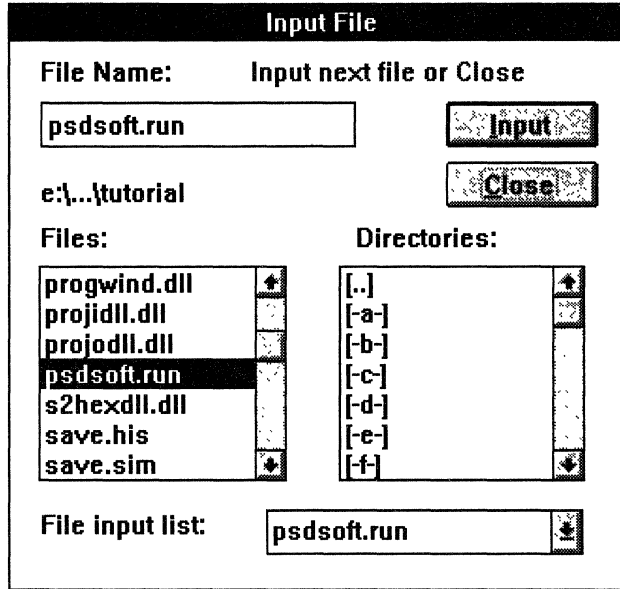 Input File
File Name: Input next file or Close
psdsoft.run Input
e:\...\tutorial Close
Files: Directories:
progwind.dll [..]
projidll.dll [-a-]
projodll.dll [-b-]
psdsoft.run [-c-]
s2hexdll.dll [-d-]
save.his [-e-]
save.sim [-f-]
File input list: psdsoft.run